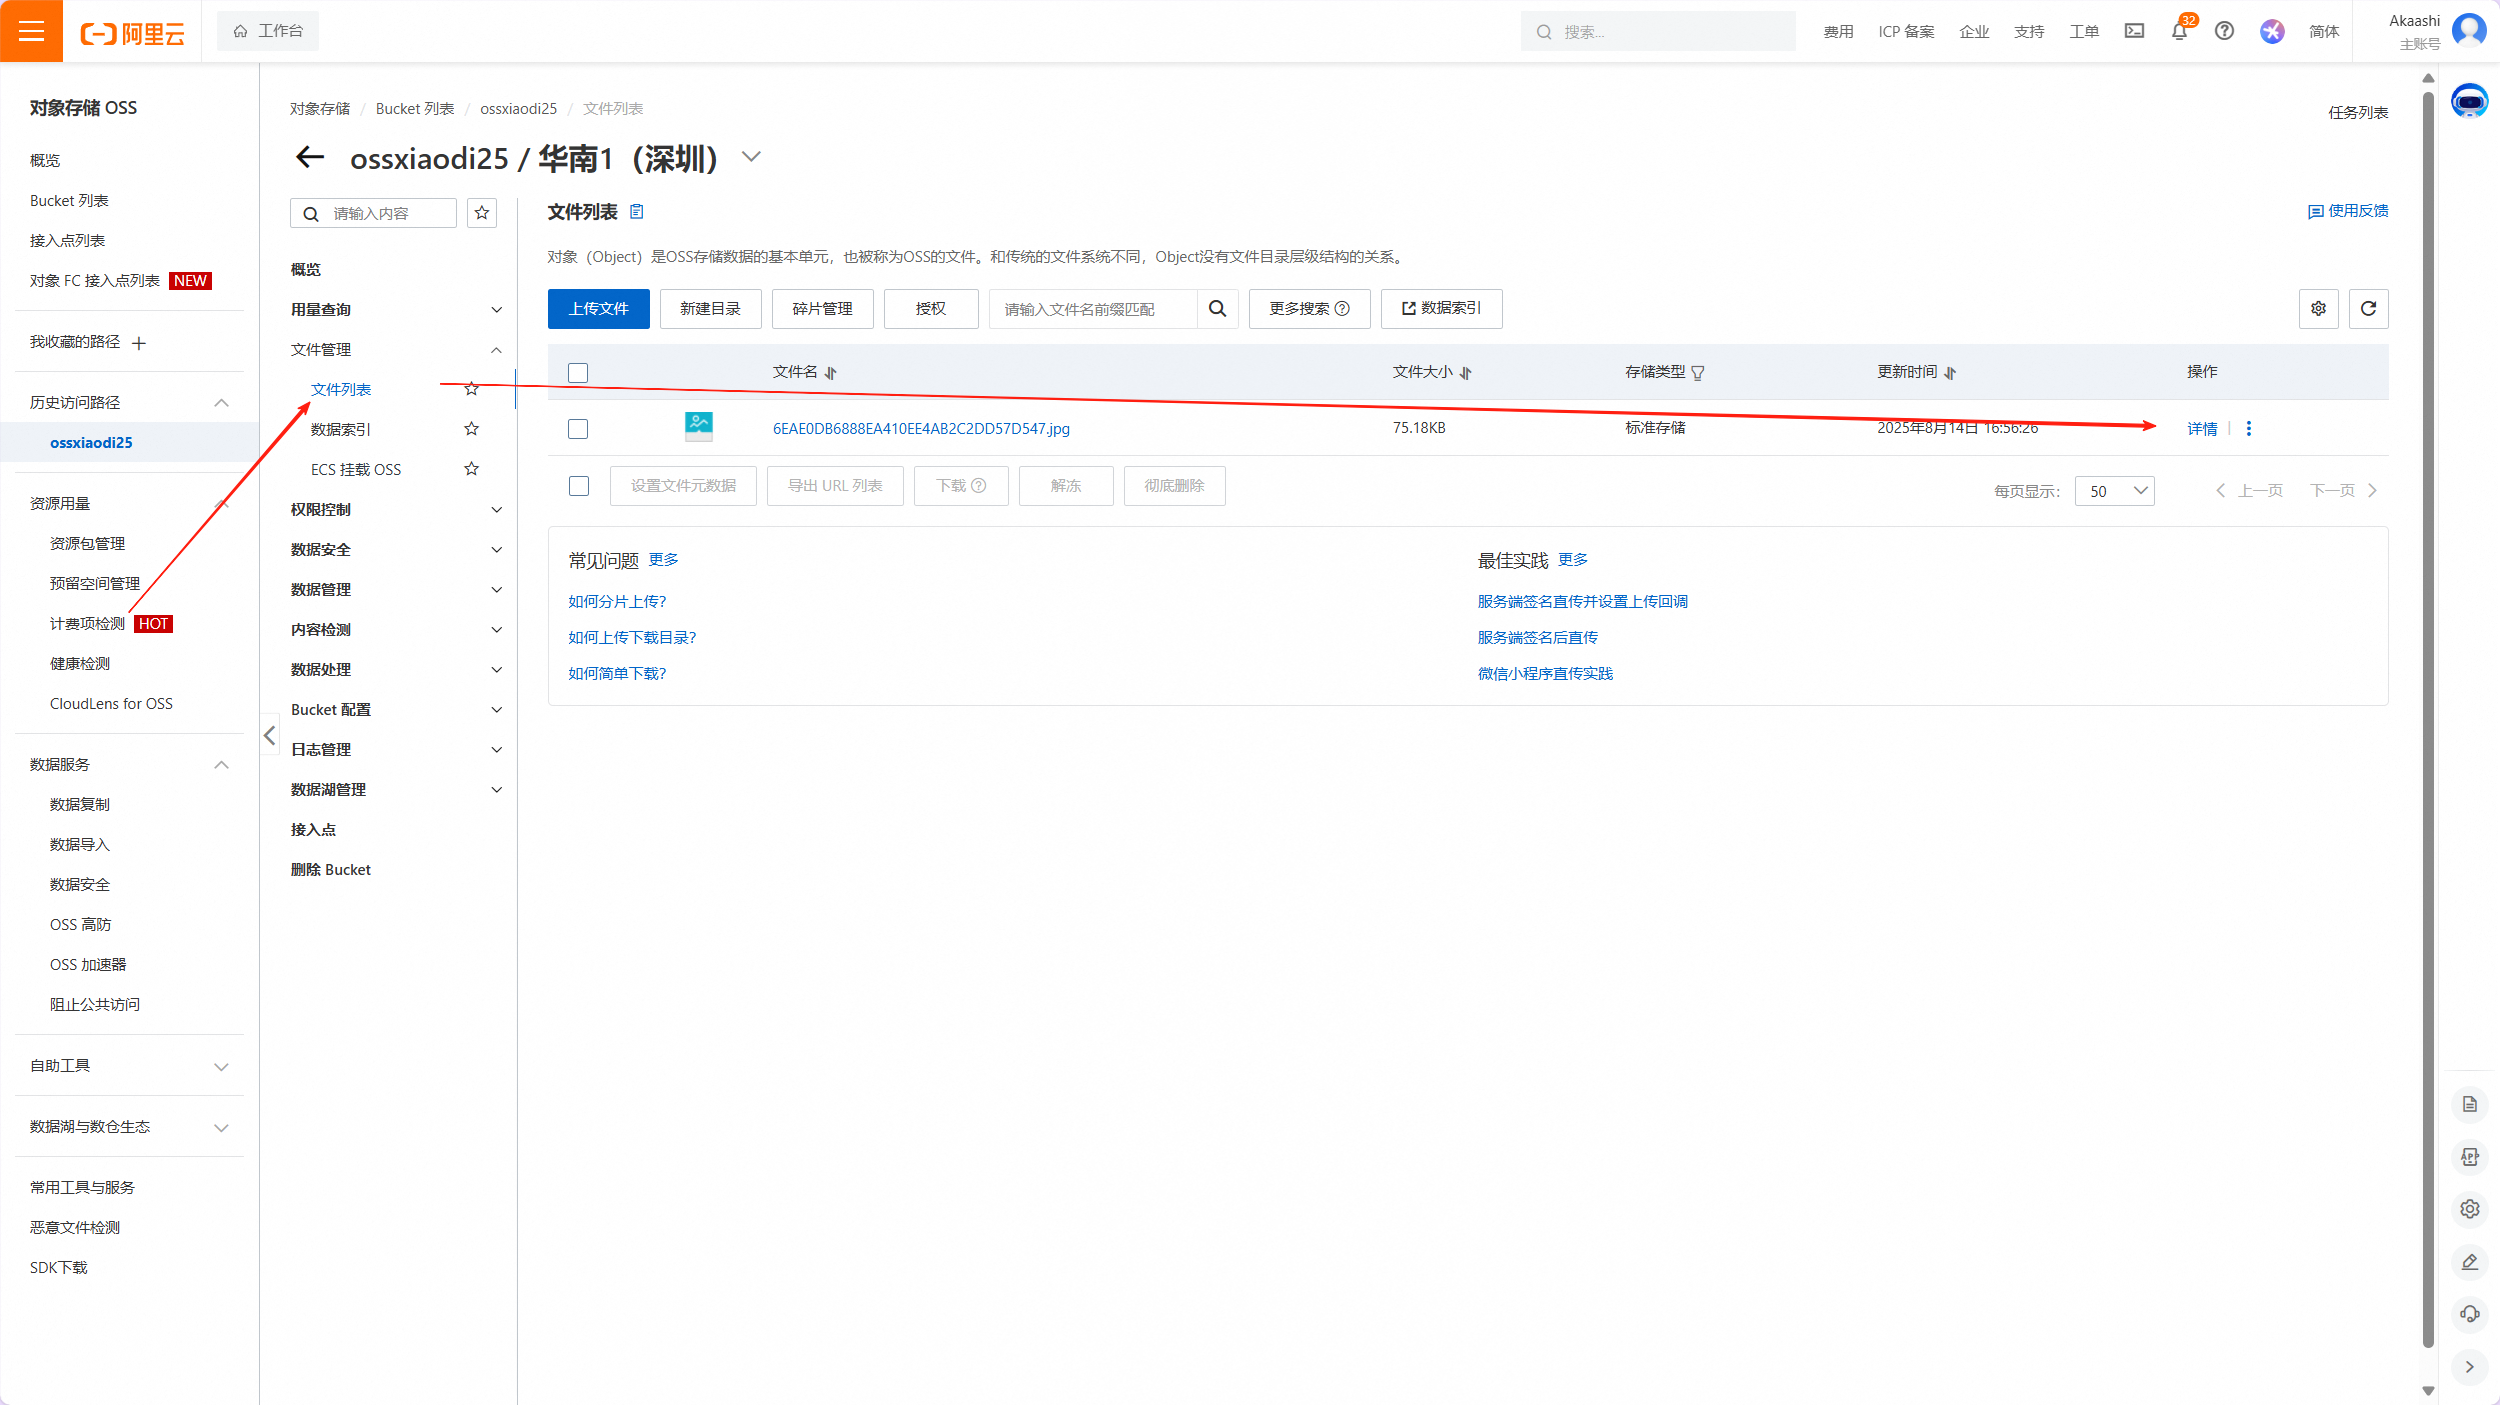 阿里云
工作台
搜索...
费用
ICP 备案
企业
支持
工单
32
简体
Akaashi
主账号
对象存储 OSS
概览
Bucket 列表
接入点列表
对象 FC 接入点列表 NEW
我收藏的路径
历史访问路径
ossxiaodi25
资源用量
资源包管理
预留空间管理
计费项检测 HOT
健康检测
CloudLens for OSS
数据服务
数据复制
数据导入
数据安全
OSS 高防
OSS 加速器
阻止公共访问
自助工具
数据湖与数仓生态
常用工具与服务
恶意文件检测
SDK下载
对象存储 / Bucket 列表 / ossxiaodi25 / 文件列表
任务列表
ossxiaodi25 / 华南1（深圳）
请输入内容
概览
用量查询
文件管理
文件列表
数据索引
ECS 挂载 OSS
权限控制
数据安全
数据管理
内容检测
数据处理
Bucket 配置
日志管理
数据湖管理
接入点
删除 Bucket
文件列表
使用反馈
对象（Object）是OSS存储数据的基本单元，也被称为OSS的文件。和传统的文件系统不同，Object没有文件目录层级结构的关系。
上传文件
新建目录
碎片管理
授权
请输入文件名前缀匹配
更多搜索
数据索引
文件名
文件大小
存储类型
更新时间
操作
6EAE0DB6888EA410EE4AB2C2DD57D547.jpg
75.18KB
标准存储
2025年8月14日 16:56:26
详情
设置文件元数据
导出 URL 列表
下载
解冻
彻底删除
每页显示：
50
上一页
下一页
常见问题 更多
如何分片上传？
如何上传下载目录？
如何简单下载？
最佳实践 更多
服务端签名直传并设置上传回调
服务端签名后直传
微信小程序直传实践
APP